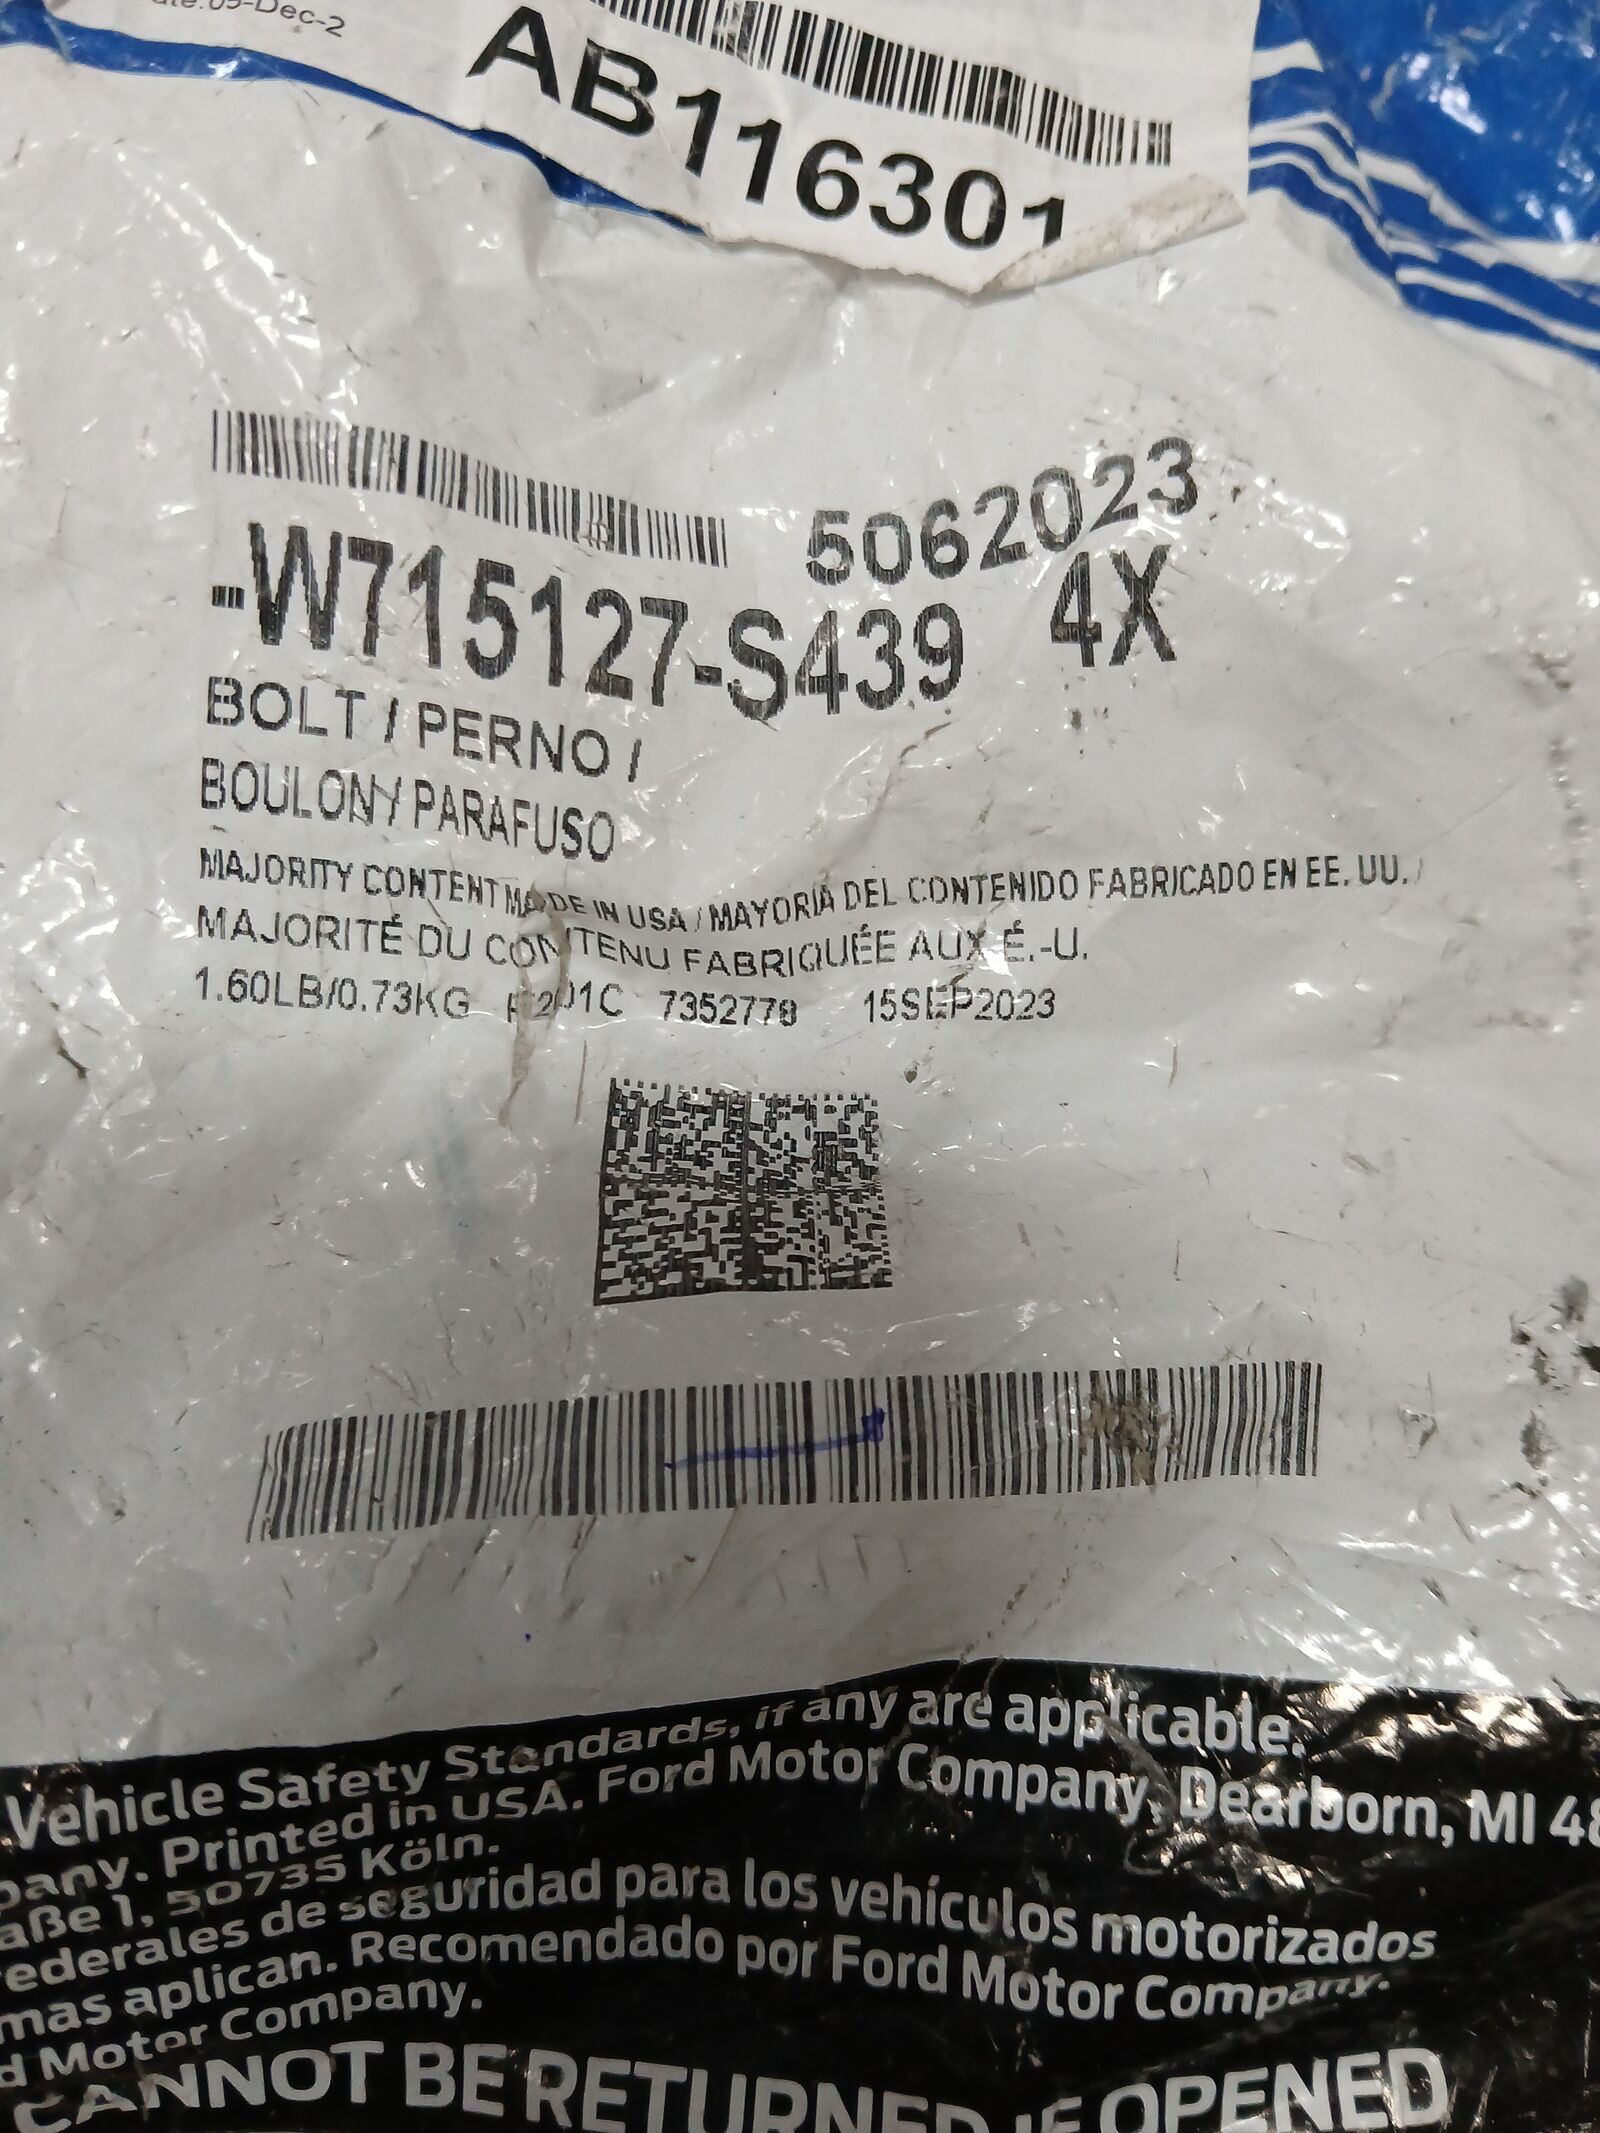 -Dec-2
AB116301
5062023
-W715127-S439 4X
BOLT / PERNO /
BOULON / PARAFUSO
MAJORITY CONTENT MADE IN USA / MAYORIA DEL CONTENIDO FABRICADO EN EE. UU. /
MAJORITÉ DU CONTENU FABRIQUÉE AUX É.-U.
1.60LB/0.73KG 7352778 15SEP2023
Vehicle Safety Standards, if any are applicable.
pany. Printed in USA. Ford Motor Company, Dearborn, MI 48
aße 1, 50735 Köln.
ederales de seguridad para los vehículos motorizados
mas aplican. Recomendado por Ford Motor Company.
d Motor Company.
CANNOT BE RETURNED IF OPENED